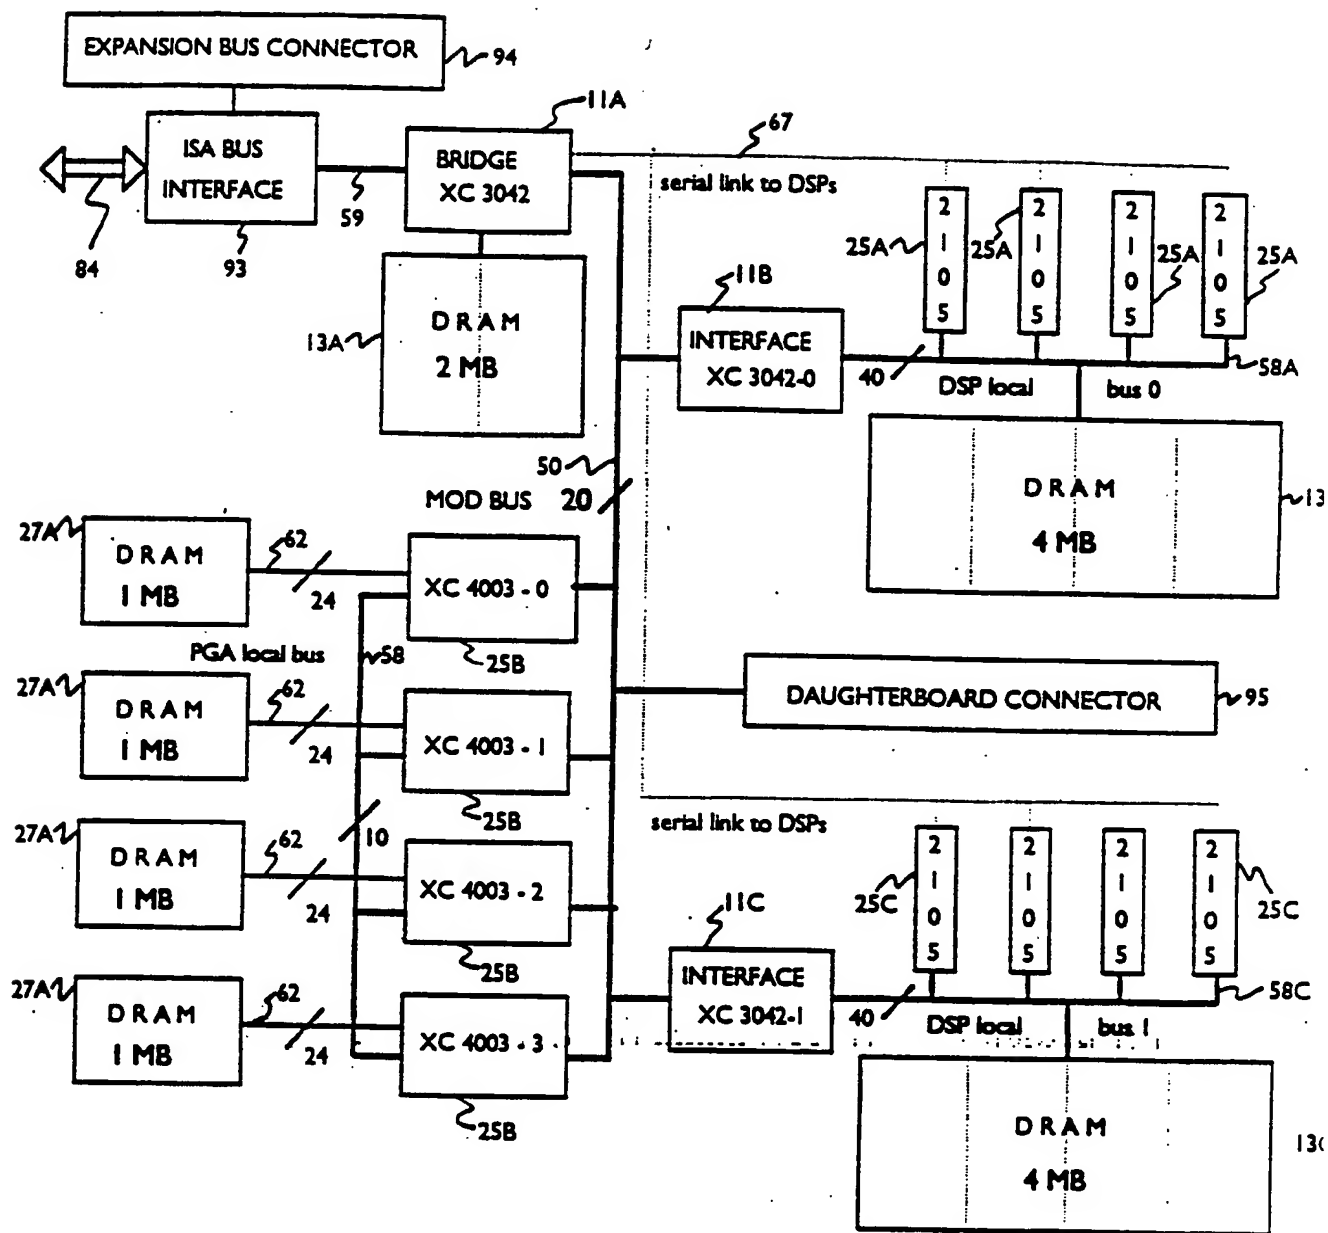 EXPANSION BUS CONNECTOR
94
11A
67
ISA BUS
INTERFACE
BRIDGE
XC 3042
59
84
93
serial link to DSPs
2105
2105
2105
2105
25A
25A
25A
25A
11B
DRAM
2 MB
13A
INTERFACE
XC 3042-0
40
58A
DSP local
bus 0
50
MOD BUS
20
DRAM
4 MB
13
27A
DRAM
1 MB
62
24
XC 4003 - 0
25B
PGA local bus
58
27A
DRAM
1 MB
62
24
XC 4003 - 1
25B
DAUGHTERBOARD CONNECTOR
95
10
serial link to DSPs
27A
DRAM
1 MB
62
24
XC 4003 - 2
25B
2105
2105
2105
2105
25C
25C
11C
INTERFACE
XC 3042-1
40
58C
DSP local
bus 1
27A
DRAM
1 MB
62
24
XC 4003 - 3
25B
DRAM
4 MB
13C